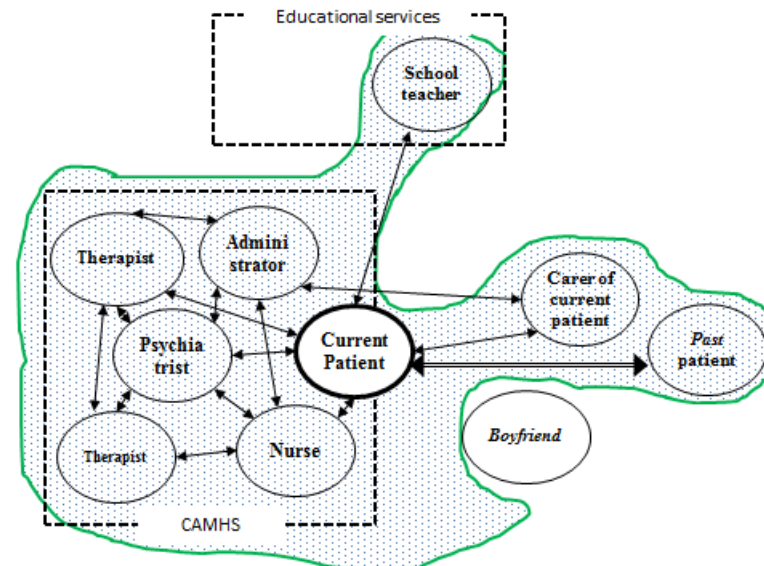 Educational services
School
teacher
Therapist
Admini
strator
Carer of
current
patient
Psychia
trist
Current
Patient
Past
patient
Therapist
Nurse
Boyfriend
CAMHS